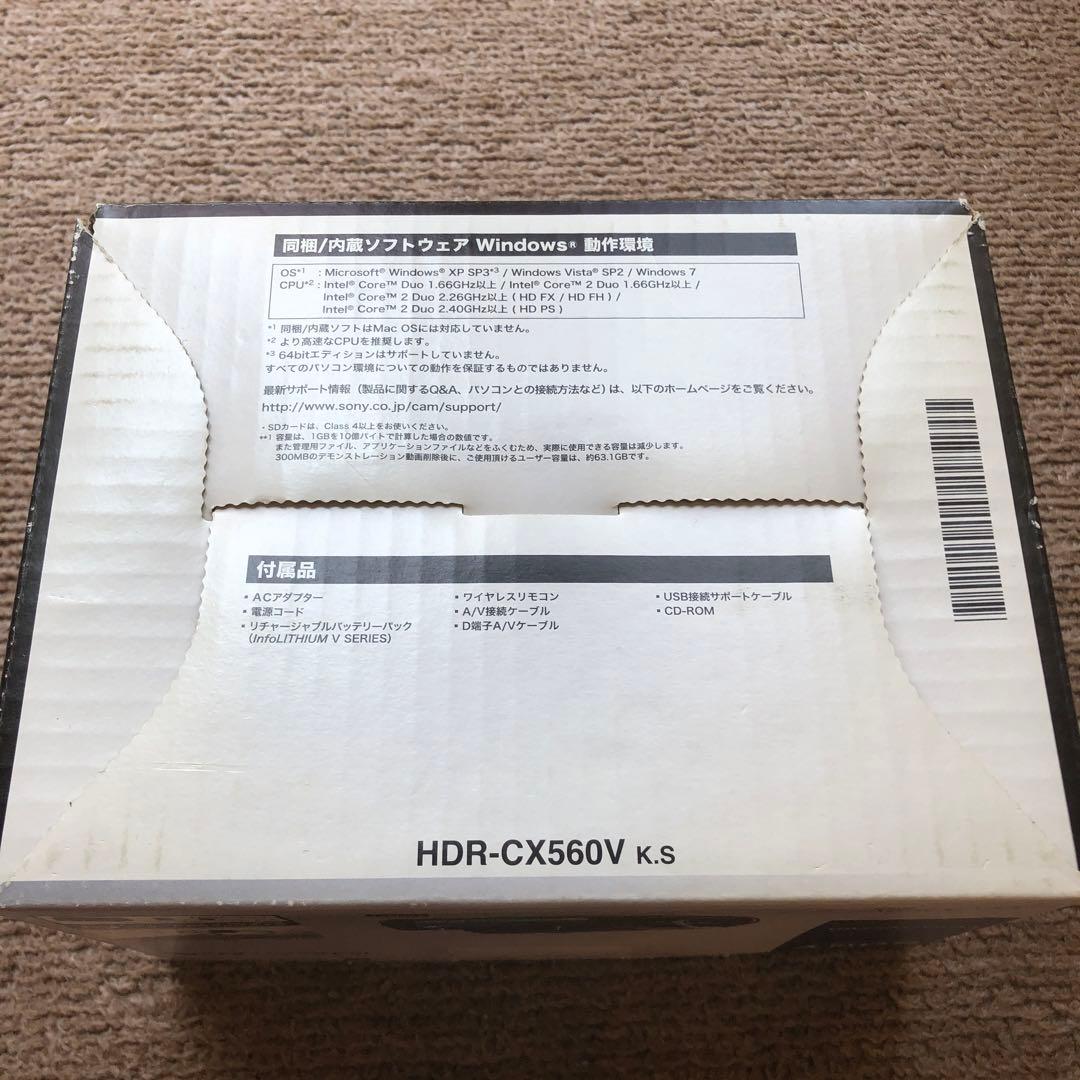 同梱/内蔵ソフトウェア Windows® 動作環境
OS*1 : Microsoft® Windows® XP SP3*3 / Windows Vista® SP2 / Windows 7
CPU*2 : Intel® Core™ Duo 1.66GHz以上 / Intel® Core™ 2 Duo 1.66GHz以上 /
Intel® Core™ 2 Duo 2.26GHz以上 ( HD FX / HD FH ) /
Intel® Core™ 2 Duo 2.40GHz以上 ( HD PS )
*1 同梱/内蔵ソフトはMac OSには対応していません。
*2 より高速なCPUを推奨します。
*3 64bitエディションはサポートしていません。
すべてのパソコン環境についての動作を保証するものではありません。
最新サポート情報（製品に関するQ&A、パソコンとの接続方法など）は、以下のホームページをご覧ください。
http://www.sony.co.jp/cam/support/
・SDカードは、Class 4以上をお使いください。
**1 容量は、1GBを10億バイトで計算した場合の数値です。
また管理用ファイル、アプリケーションファイルなどをふくむため、実際に使用できる容量は減少します。
300MBのデモンストレーション動画削除後に、ご使用頂けるユーザー容量は、約63.1GBです。
付属品
▪ ACアダプター
▪ 電源コード
▪ リチャージャブルバッテリーパック
（InfoLITHIUM V SERIES）
▪ ワイヤレスリモコン
▪ A/V接続ケーブル
▪ D端子A/Vケーブル
▪ USB接続サポートケーブル
▪ CD-ROM
HDR-CX560V K.S